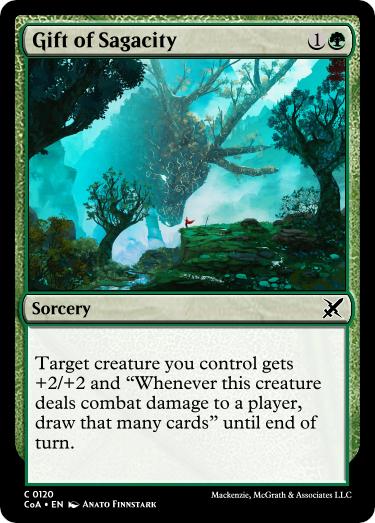 Gift of Sagacity 1
Sorcery
Target creature you control gets
+2/+2 and “Whenever this creature
deals combat damage to a player,
draw that many cards” until end of
turn.
C 0120
CoA • EN Anato Finnstark
Mackenzie, McGrath & Associates LLC